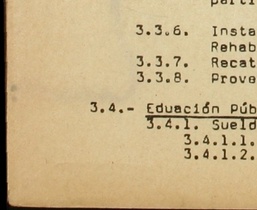 parti
3.3.6. Insta
Rehab
3.3.7. Recat
3.3.8. Prove
3.4.- Eduación Púb
3.4.1. Sueld
3.4.1.1.
3.4.1.2.